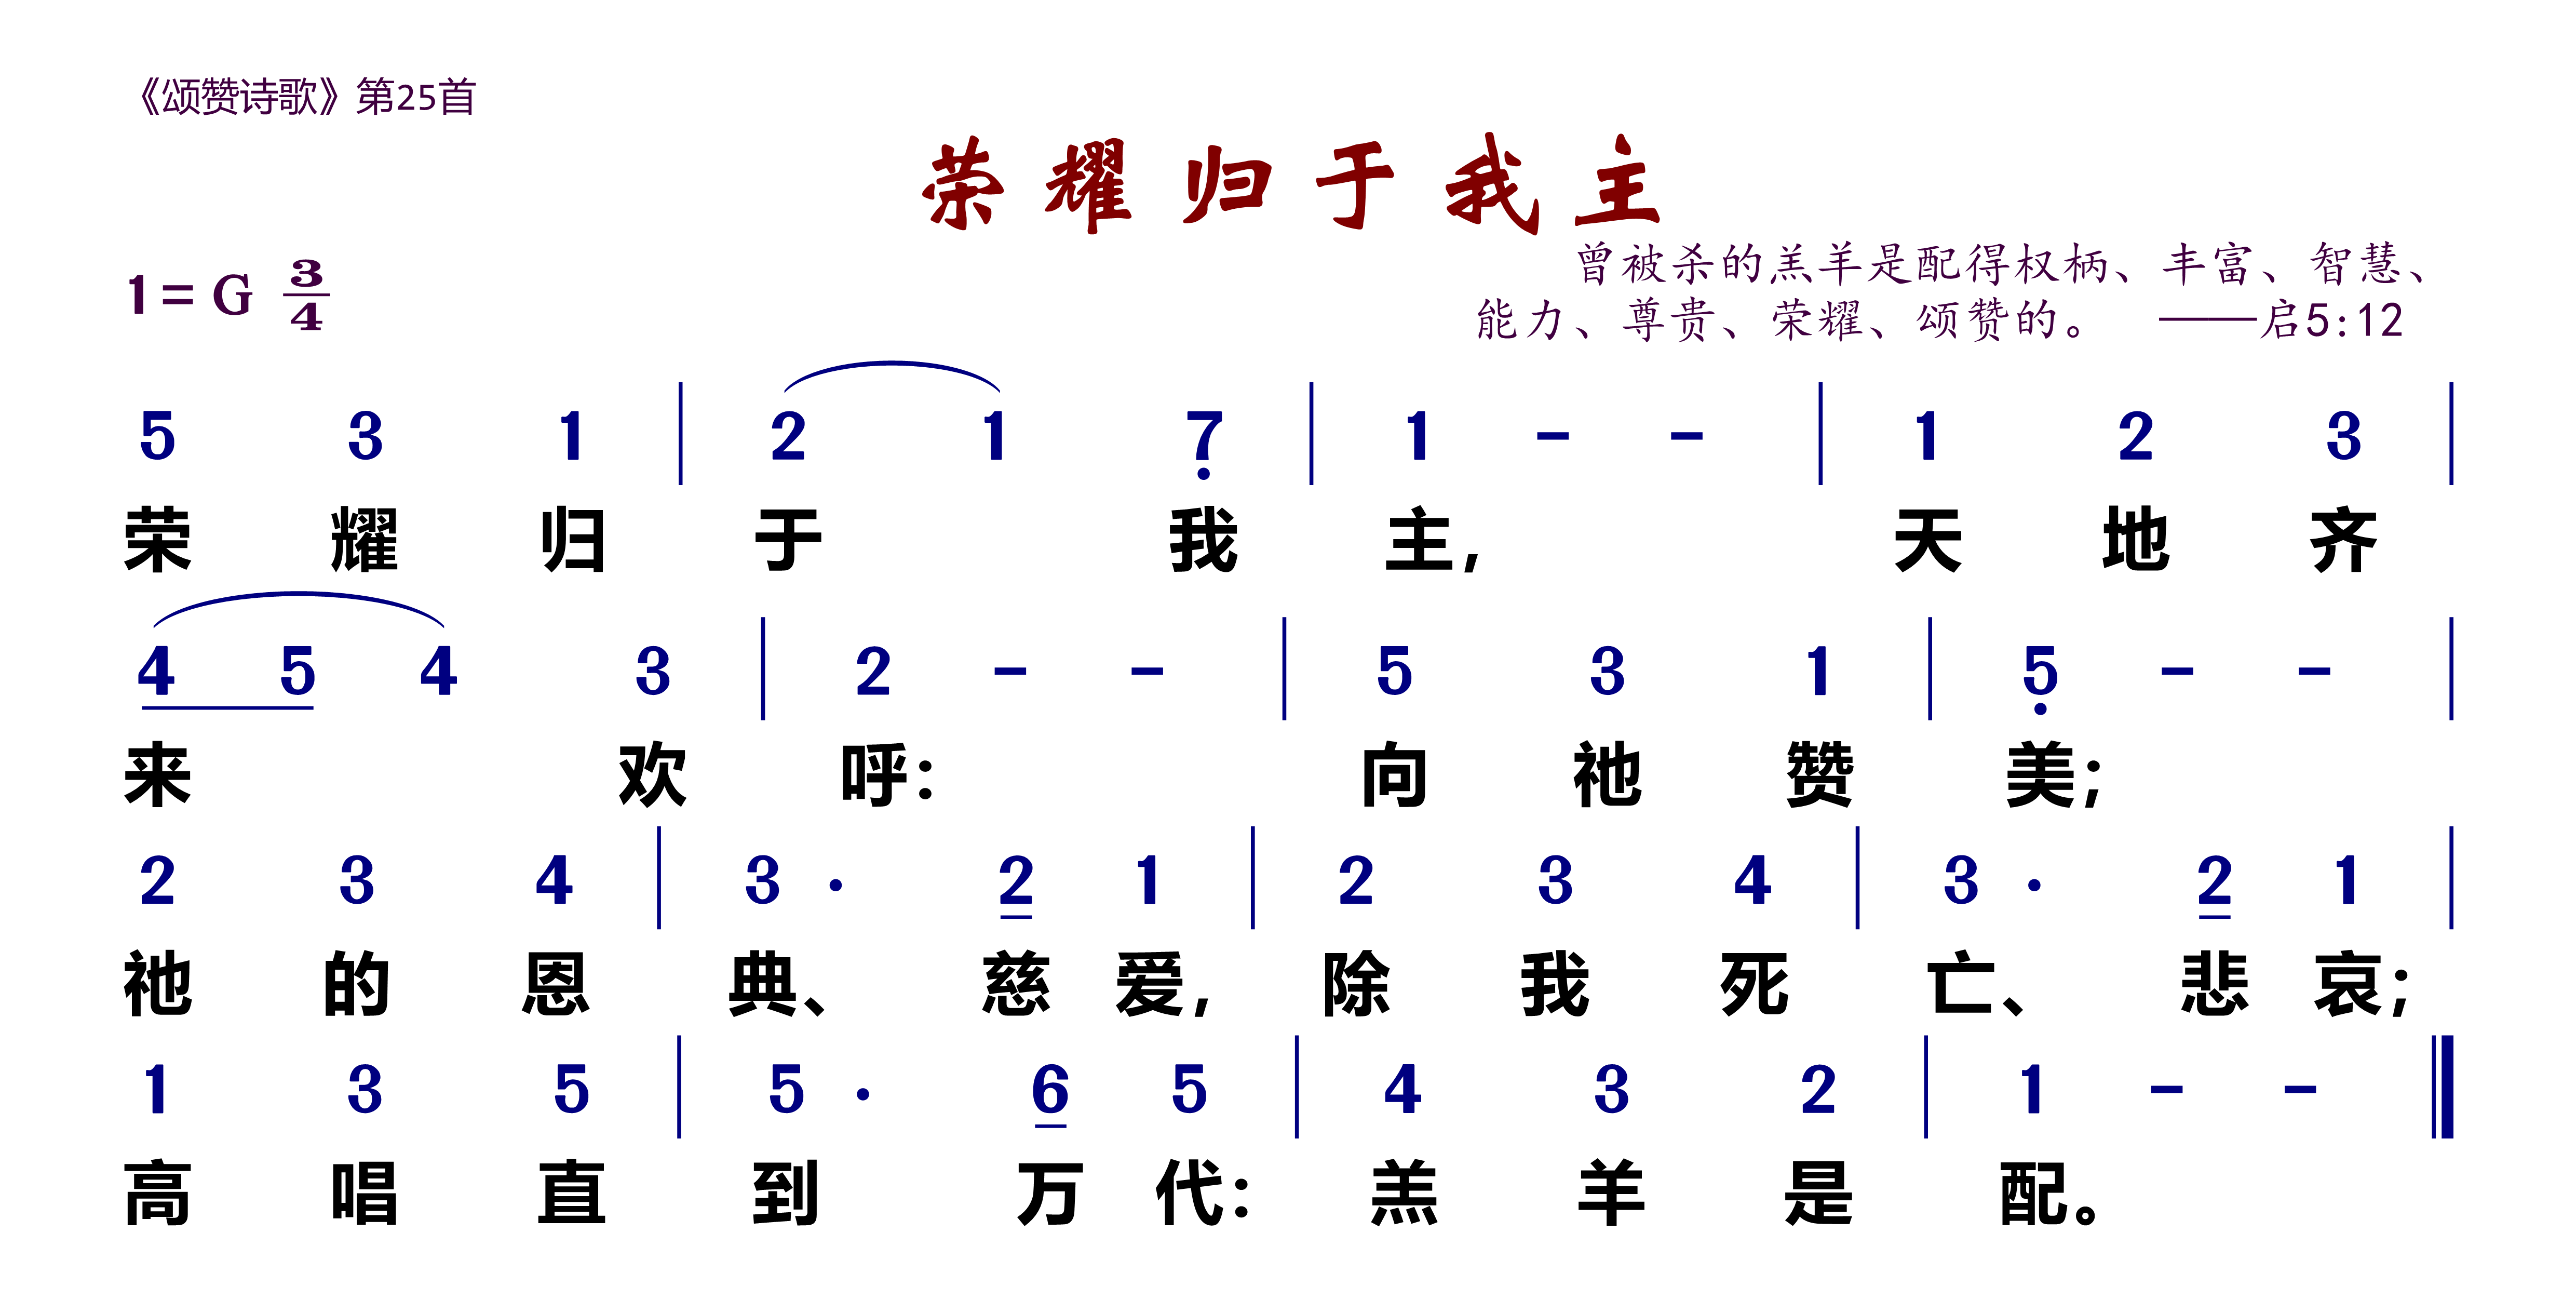 《颂赞诗歌》第25首
荣耀归于我主
1=G 3/4
曾被杀的羔羊是配得权柄、丰富、智慧、
能力、尊贵、荣耀、颂赞的。 ——启5:12
5 3 1 | 2 1 7̣ | 1 - - | 1 2 3 |
荣耀归于我主,天地齐
4 5 4 3 | 2 - - | 5 3 1 | 5̣ - - |
来欢呼:向祂赞美;
2 3 4 | 3 · 2 1 | 2 3 4 | 3 · 2 1 |
祂的恩典、慈爱,除我死亡、悲哀;
1 3 5 | 5 · 6 5 | 4 3 2 | 1 - - ‖
高唱直到万代:羔羊是配。